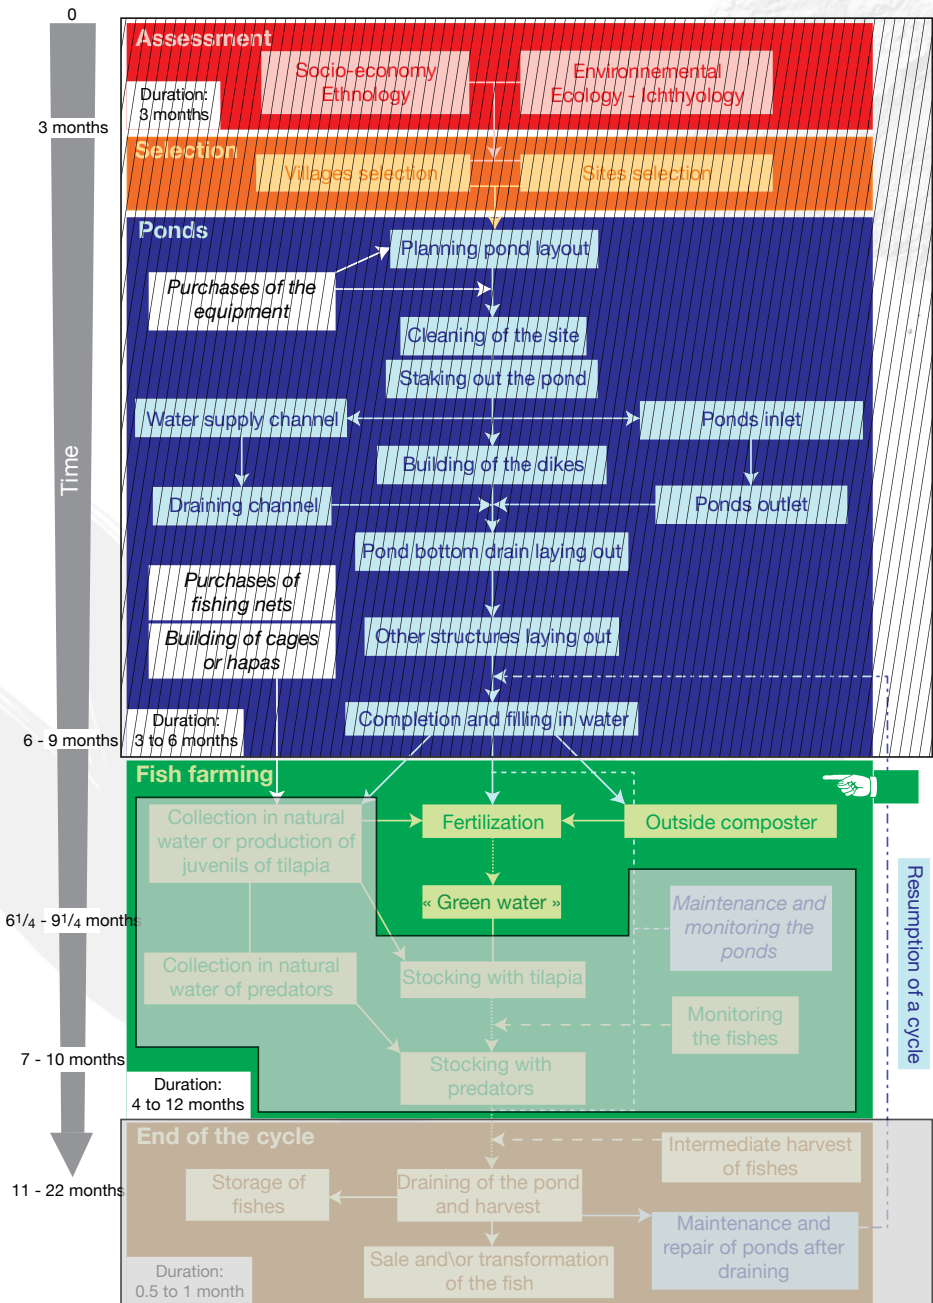 0
Assessment
Socio-economy
Ethnology
Environnemental
Ecology - Ichthyology
Duration:
3 months
3 months
Selection
Villages selection
Sites selection
Ponds
Planning pond layout
Purchases of the
equipment
Cleaning of the site
Staking out the pond
Water supply channel
Ponds inlet
Time
Building of the dikes
Draining channel
Ponds outlet
Pond bottom drain laying out
Purchases of
fishing nets
Building of cages
or hapas
Other structures laying out
Completion and filling in water
Duration:
3 to 6 months
6 - 9 months
Fish farming
Collection in natural
water or production of
juvenils of tilapia
Fertilization
Outside composter
« Green water »
6 1/4 - 9 1/4 months
Maintenance and
monitoring the
ponds
Resumption of a cycle
Collection in natural
water of predators
Stocking with tilapia
Monitoring
the fishes
7 - 10 months
Stocking with
predators
Duration:
4 to 12 months
End of the cycle
Intermediate harvest
of fishes
11 - 22 months
Storage of
fishes
Draining of the pond
and harvest
Maintenance and
repair of ponds after
draining
Sale and\or transformation
of the fish
Duration:
0.5 to 1 month